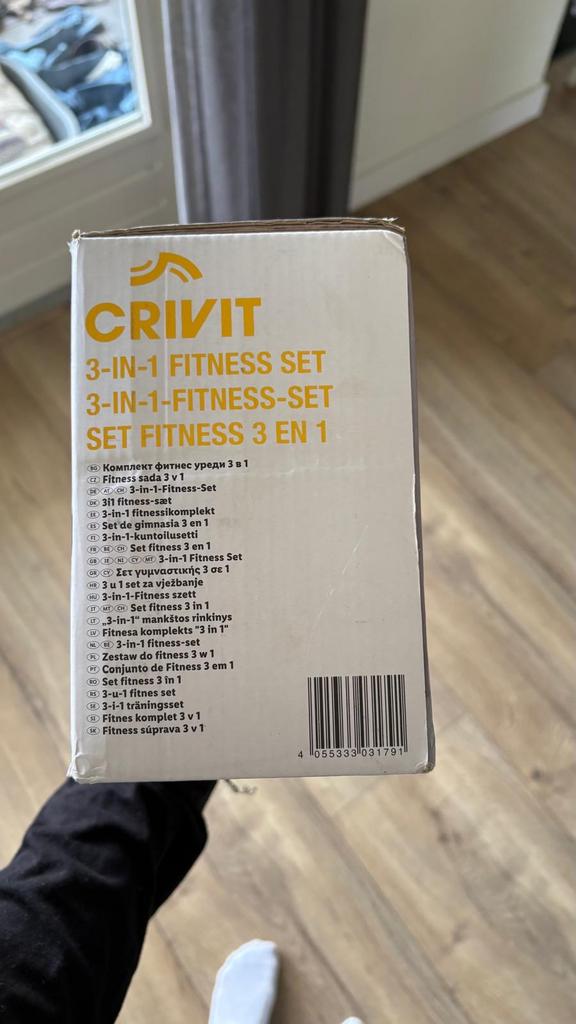 CRIVIT
3-IN-1 FITNESS SET
3-IN-1-FITNESS-SET
SET FITNESS 3 EN 1
BG Комплект фитнес уреди 3 в 1
CZ Fitness sada 3 v 1
DE AT CH 3-in-1-Fitness-Set
DK 3i1 fitness-sæt
EE 3-in-1 fitnessikomplekt
ES Set de gimnasia 3 en 1
FI 3-in-1-kuntoilusetti
FR BE CH Set fitness 3 en 1
GB IE NI CY MT 3-in-1 Fitness Set
GR CY Σετ γυμναστικής 3 σε 1
HR 3 u 1 set za vježbanje
HU 3-in-1-Fitness szett
IT MT CH Set fitness 3 in 1
LT „3-in-1“ mankštos rinkinys
LV Fitnesa komplekts "3 in 1"
NL BE 3-in-1 fitness-set
PL Zestaw do fitness 3 w 1
PT Conjunto de Fitness 3 em 1
RO Set fitness 3 în 1
RS 3-u-1 fitnes set
SE 3-i-1 träningsset
SI Fitnes komplet 3 v 1
SK Fitness súprava 3 v 1
4 055333 031791